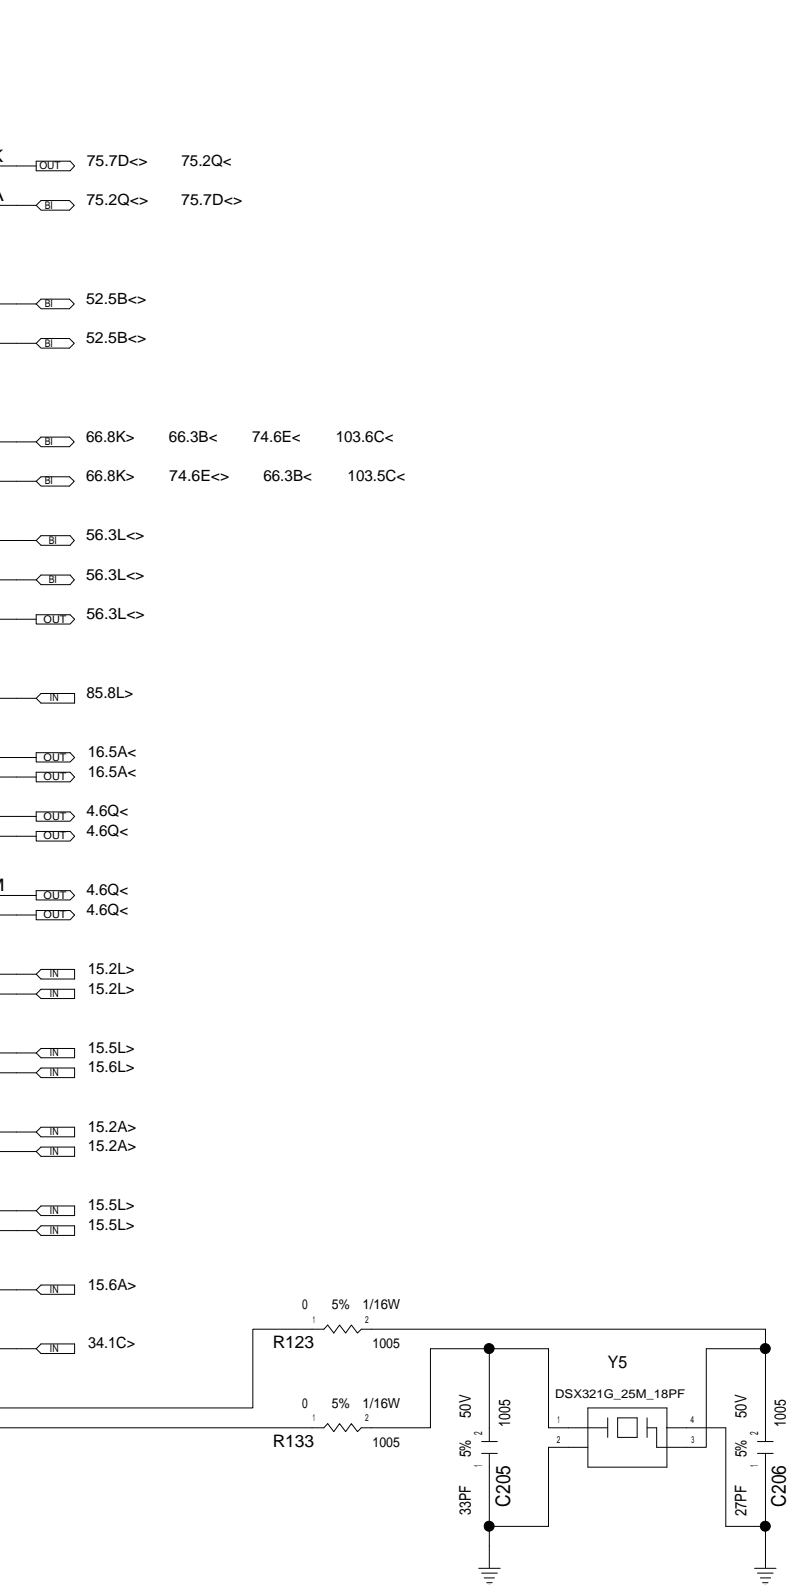 K
OUT 75.7D<> 75.2Q<
A
BI 75.2Q<> 75.7D<>
BI 52.5B<>
BI 52.5B<>
BI 66.8K> 66.3B< 74.6E< 103.6C<
BI 66.8K> 74.6E<> 66.3B< 103.5C<
BI 56.3L<>
BI 56.3L<>
OUT 56.3L<>
IN 85.8L>
OUT 16.5A<
OUT 16.5A<
OUT 4.6Q<
OUT 4.6Q<
M
OUT 4.6Q<
OUT 4.6Q<
IN 15.2L>
IN 15.2L>
IN 15.5L>
IN 15.6L>
IN 15.2A>
IN 15.2A>
IN 15.5L>
IN 15.5L>
IN 15.6A>
IN 34.1C>
0 5% 1/16W
1 2
R123 1005
0 5% 1/16W
1 2
R133 1005
50V 1005
5% 2
1
33PF C205
Y5
DSX321G_25M_18PF
1 4
2 3
50V 1005
5% 2
1
27PF C206